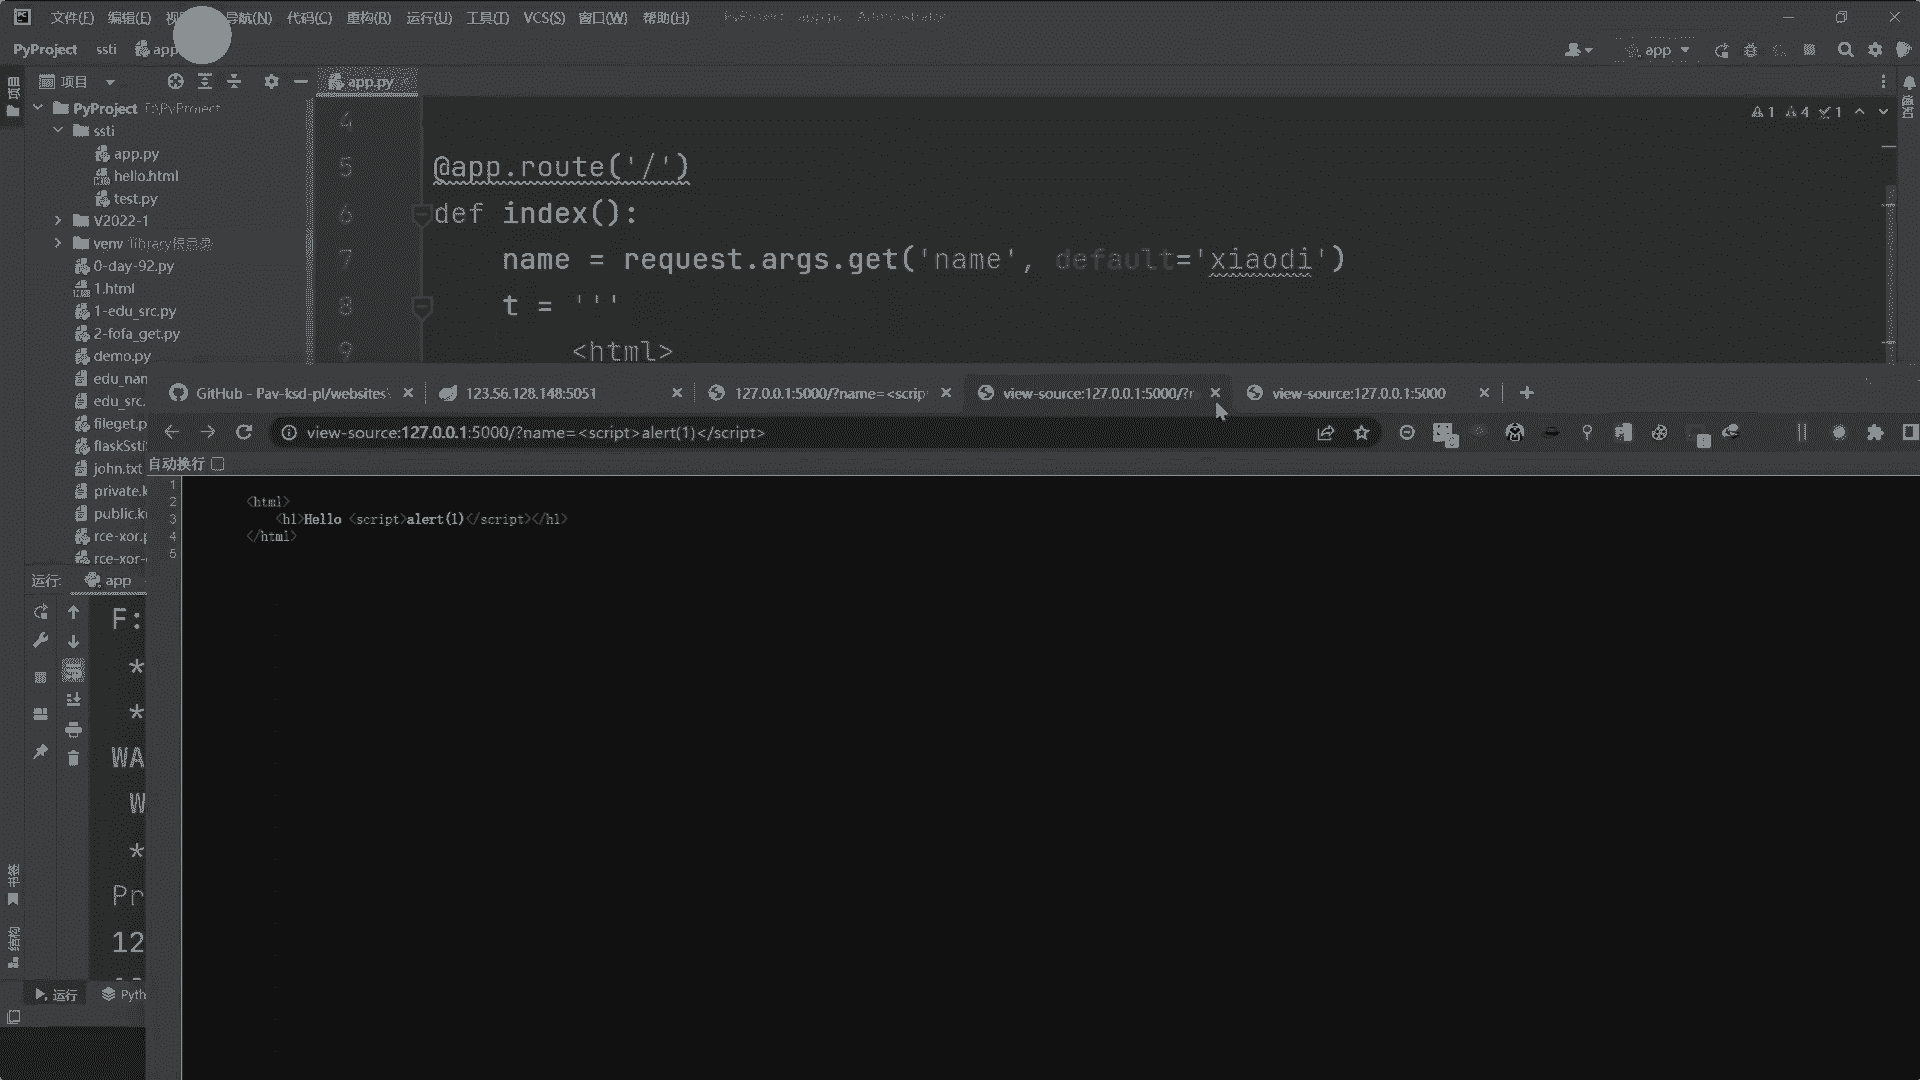 文件(F) 编辑(E) 导航(N) 代码(C) 重构(R) 运行(U) 工具(T) VCS(S) 窗口(W) 帮助(H)
PyProject ssti app
app
项目
app.py
PyProject
ssti
app.py
hello.html
test.py
V2022-1
venv library根目录
0-day-92.py
1.html
1-edu_src.py
2-fofa_get.py
demo.py
edu_nan
edu_src.
fileget.p
flaskSsti
john.txt
private.k
public.k
rce-xor.p
rce-xor-
4
5 @app.route('/')
6 def index():
7 name = request.args.get('name', default='xiaodi')
8 t = '''
9 <html>
1 4 1
GitHub - Pav-ksd-pl/websites
123.56.128.148:5051
127.0.0.1:5000/?name=<scrip
view-source:127.0.0.1:5000/?r
view-source:127.0.0.1:5000
view-source:127.0.0.1:5000/?name=<script>alert(1)</script>
自动换行
1
2 <html>
3 <h1>Hello <script>alert(1)</script></h1>
4 </html>
5
运行: app
F:
*
*
WA
W
*
Pr
12
书签
结构
运行 Pyth